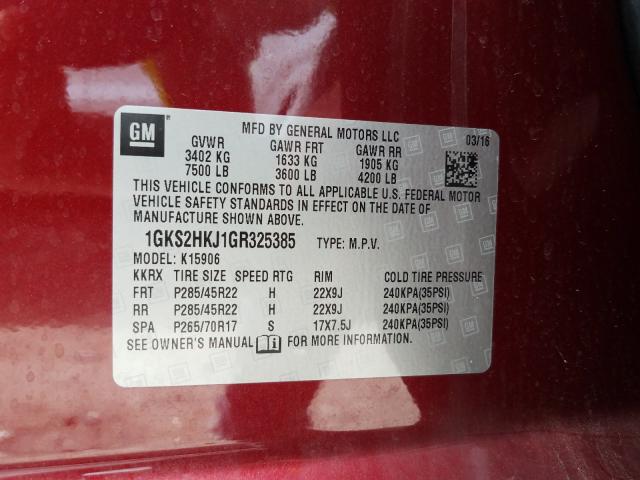 GM
MFD BY GENERAL MOTORS LLC 03/16
GVWR GAWR FRT GAWR RR
3402 KG 1633 KG 1905 KG
7500 LB 3600 LB 4200 LB
THIS VEHICLE CONFORMS TO ALL APPLICABLE U.S. FEDERAL MOTOR
VEHICLE SAFETY STANDARDS IN EFFECT ON THE DATE OF
MANUFACTURE SHOWN ABOVE.
1GKS2HKJ1GR325385 TYPE: M.P.V.
MODEL: K15906
KKRX TIRE SIZE SPEED RTG RIM COLD TIRE PRESSURE
FRT P285/45R22 H 22X9J 240KPA(35PSI)
RR P285/45R22 H 22X9J 240KPA(35PSI)
SPA P265/70R17 S 17X7.5J 240KPA(35PSI)
SEE OWNER'S MANUAL FOR MORE INFORMATION.